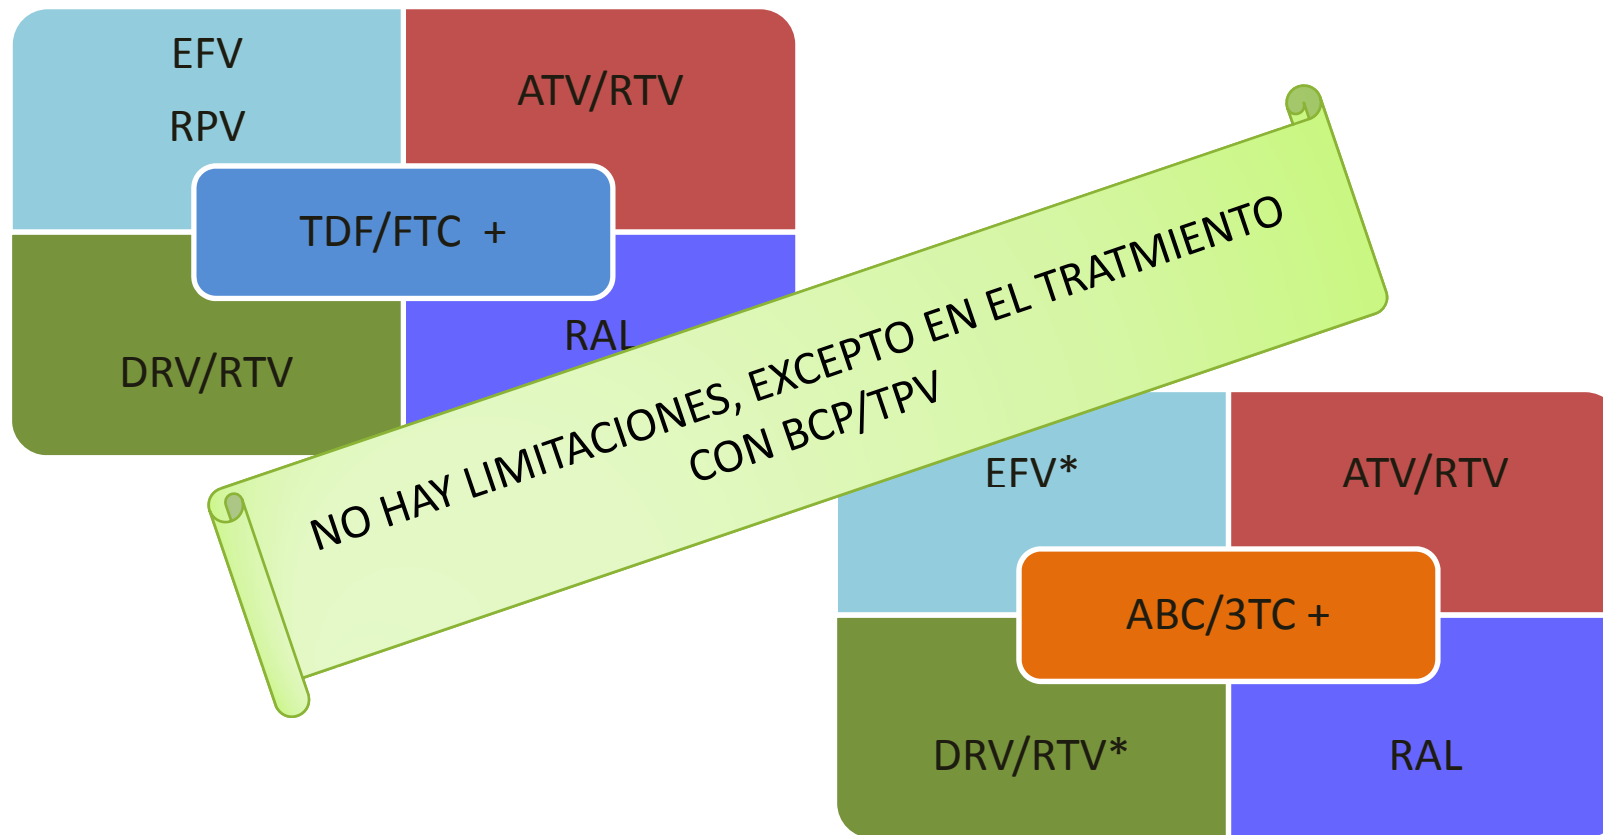 EFV
RPV
ATV/RTV
TDF/FTC +
DRV/RTV
RAL
NO HAY LIMITACIONES, EXCEPTO EN EL TRATMIENTO
CON BCP/TPV
EFV*
ATV/RTV
ABC/3TC +
DRV/RTV*
RAL